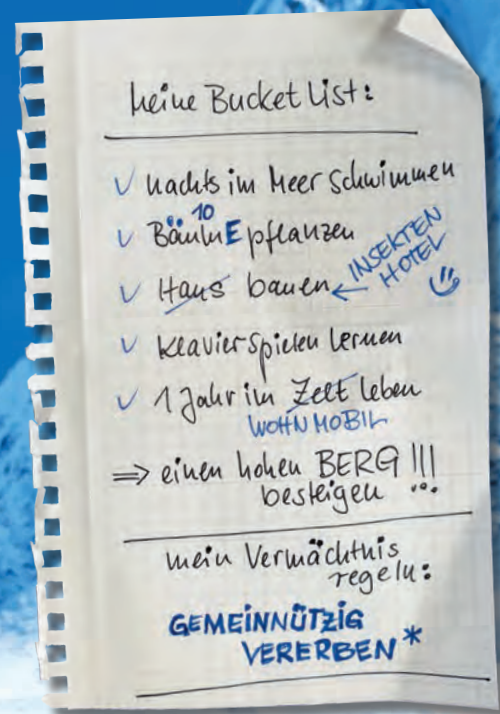 meine Bucket List:
✓ nachts im Meer schwimmen
10
✓ BäumE pflanzen
✓ Haus bauen ← INSEKTEN
HOTEL
✓ Klavier spielen lernen
✓ 1 Jahr im Zelt leben
WOHNMOBIL
⇒ einen hohen BERG !!!
besteigen
mein Vermächtnis
regeln:
GEMEINNÜTZIG
VERERBEN*